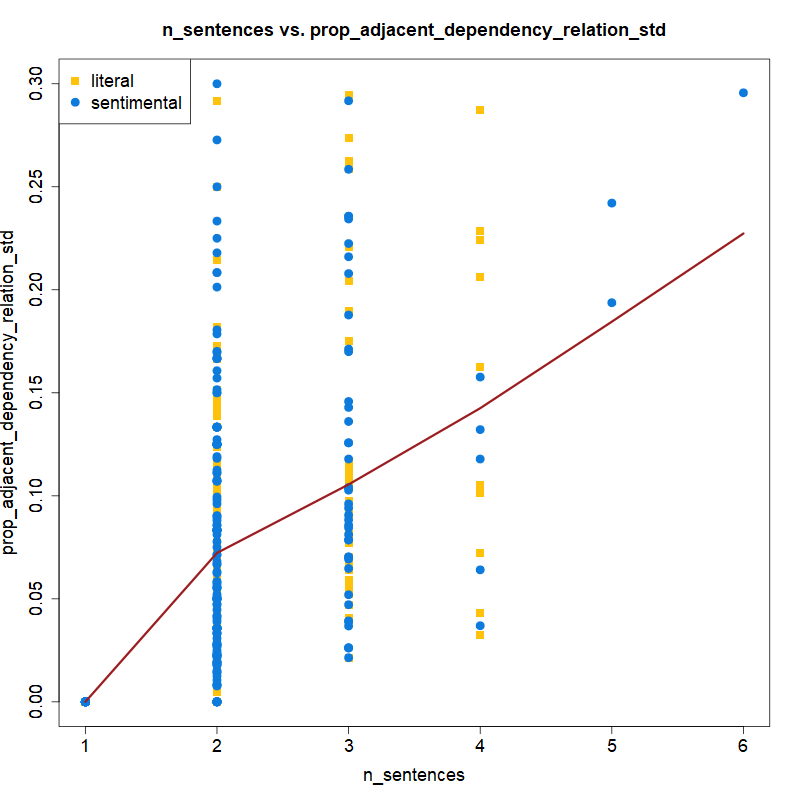 n_sentences vs. prop_adjacent_dependency_relation_std
literal
sentimental
prop_adjacent_dependency_relation_std
0.30
0.25
0.20
0.15
0.10
0.05
0.00
1 2 3 4 5 6
n_sentences